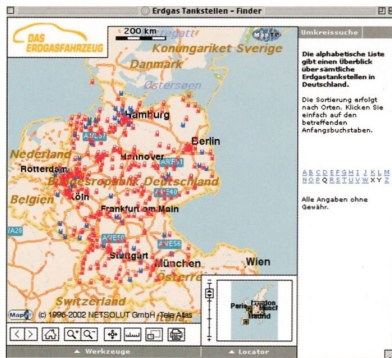 Erdgas Tankstellen - Finder
DAS
ERDGASFAHRZEUG
200 km
Kattegatt
Konungariket Sverige
Danmark
Østersøen
Hamburg
Berlin
Nederland
Hannover
Rotterdam
Bundesrepublik Deutschland
Köln
Belgien
Frankfurt am Main
Stuttgart
München
Wien
Österreich
Switzerland
Italia
(c) 1996-2002 NETSOLUT GmbH /Tele Atlas
Paris
Werkzeuge
Locator
Umkreissuche
Die alphabetische Liste
gibt einen Überblick
über sämtliche
Erdgastankstellen in
Deutschland.
Die Sortierung erfolgt
nach Orten. Klicken Sie
einfach auf den
betreffenden
Anfangsbuchstaben.
A B C D E F G H I J K L M
N O P Q R S T U V W X Y Z
Alle Angaben ohne
Gewähr.